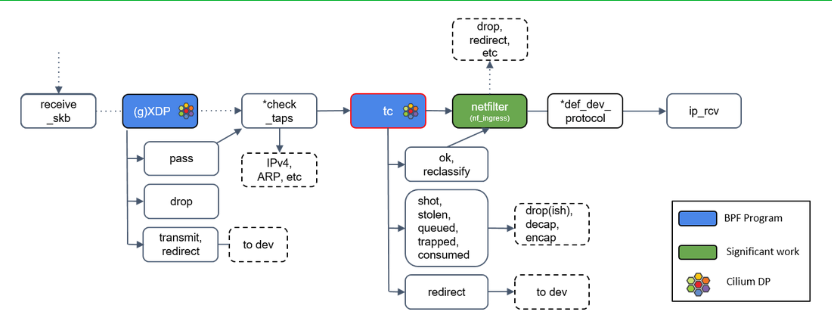 drop,
redirect,
etc
receive
_skb
(g)XDP
*check
_taps
tc
netfilter
(nf_ingress)
*def_dev_
protocol
ip_rcv
pass
IPv4,
ARP, etc
ok,
reclassify
drop
shot,
stolen,
queued,
trapped,
consumed
drop(ish),
decap,
encap
transmit,
redirect
to dev
redirect
to dev
BPF Program
Significant work
Cilium DP